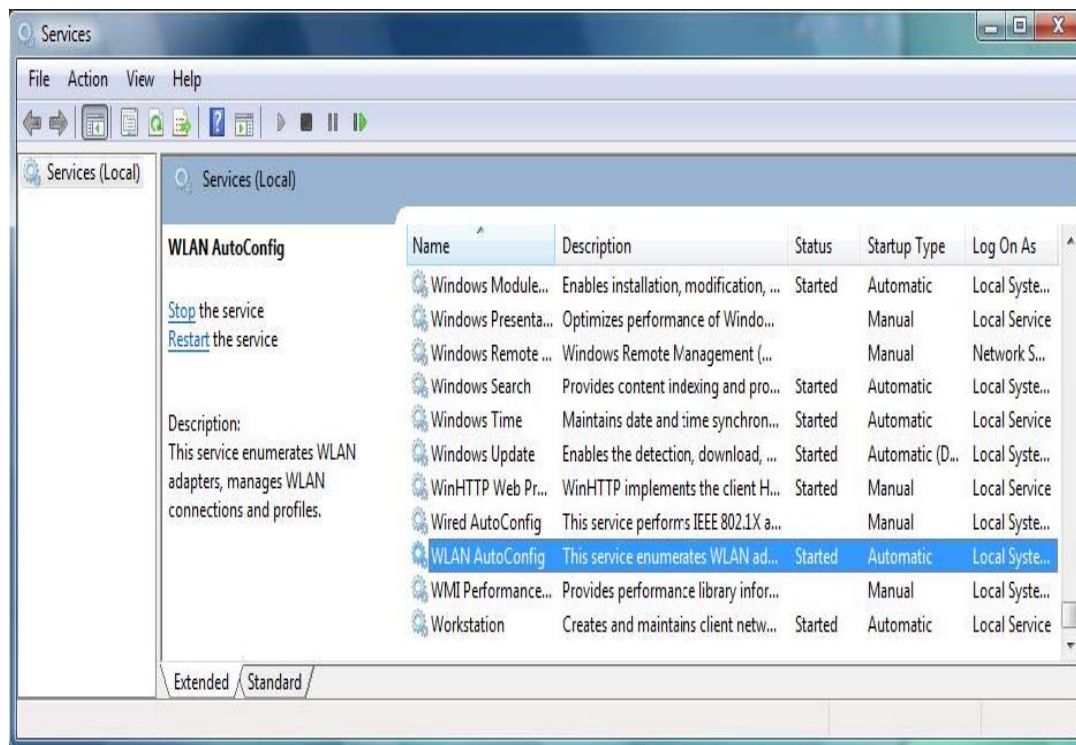 Services
File Action View Help
Services (Local)
Services (Local)
WLAN AutoConfig
Stop the service
Restart the service
Description:
This service enumerates WLAN
adapters, manages WLAN
connections and profiles.
Name Description Status Startup Type Log On As
Windows Module... Enables installation, modification, ... Started Automatic Local Syste...
Windows Presenta... Optimizes performance of Windo... Manual Local Service
Windows Remote ... Windows Remote Management (... Manual Network S...
Windows Search Provides content indexing and pro... Started Automatic Local Syste...
Windows Time Maintains date and time synchron... Started Automatic Local Service
Windows Update Enables the detection, download, ... Started Automatic (D... Local Syste...
WinHTTP Web Pr... WinHTTP implements the client H... Started Manual Local Service
Wired AutoConfig This service performs IEEE 802.1X a... Manual Local Syste...
WLAN AutoConfig This service enumerates WLAN ad... Started Automatic Local Syste...
WMI Performance... Provides performance library infor... Manual Local Syste...
Workstation Creates and maintains client netw... Started Automatic Local Service
Extended Standard